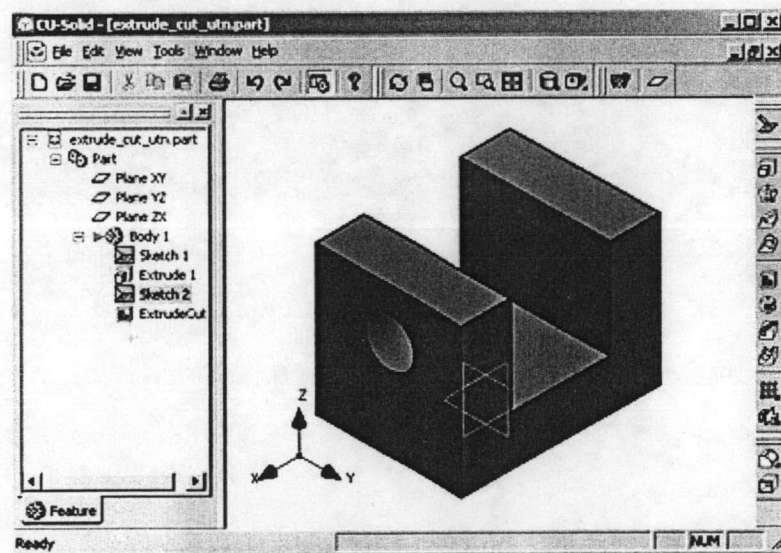 CU-Solid - [extrude_cut_utn.part]
File Edit View Tools Window Help
extrude_cut_utn.part
Part
Plane XY
Plane YZ
Plane ZX
Body 1
Sketch 1
Extrude 1
Sketch 2
ExtrudeCut
Z
X
Y
Feature
Ready
NUM